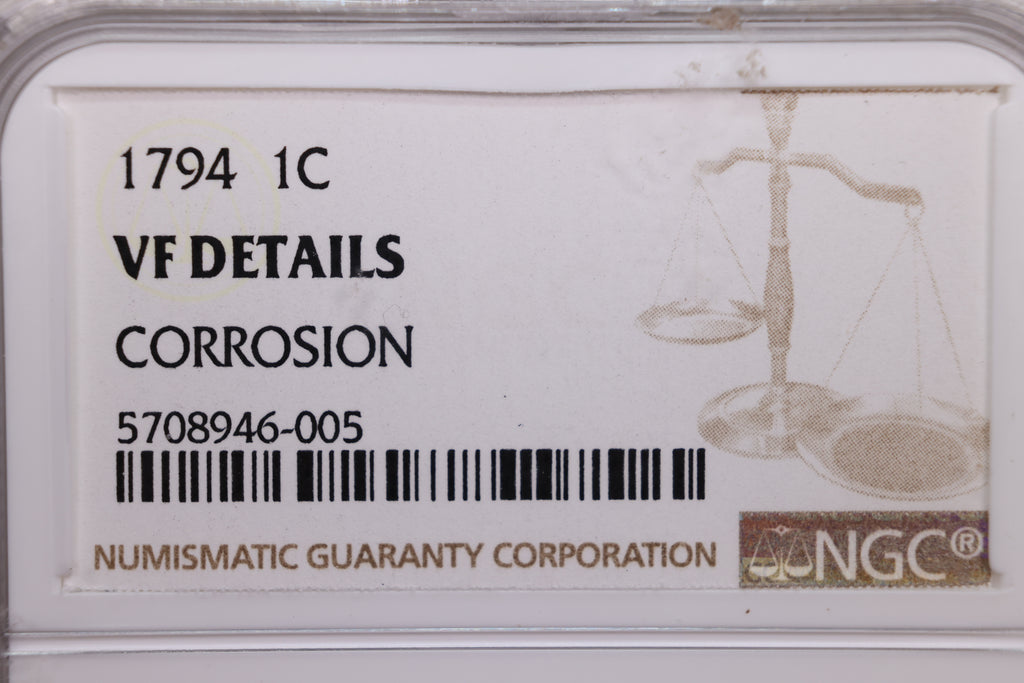 1794 1C
VF DETAILS
CORROSION
5708946-005
NUMISMATIC GUARANTY CORPORATION
NGC®